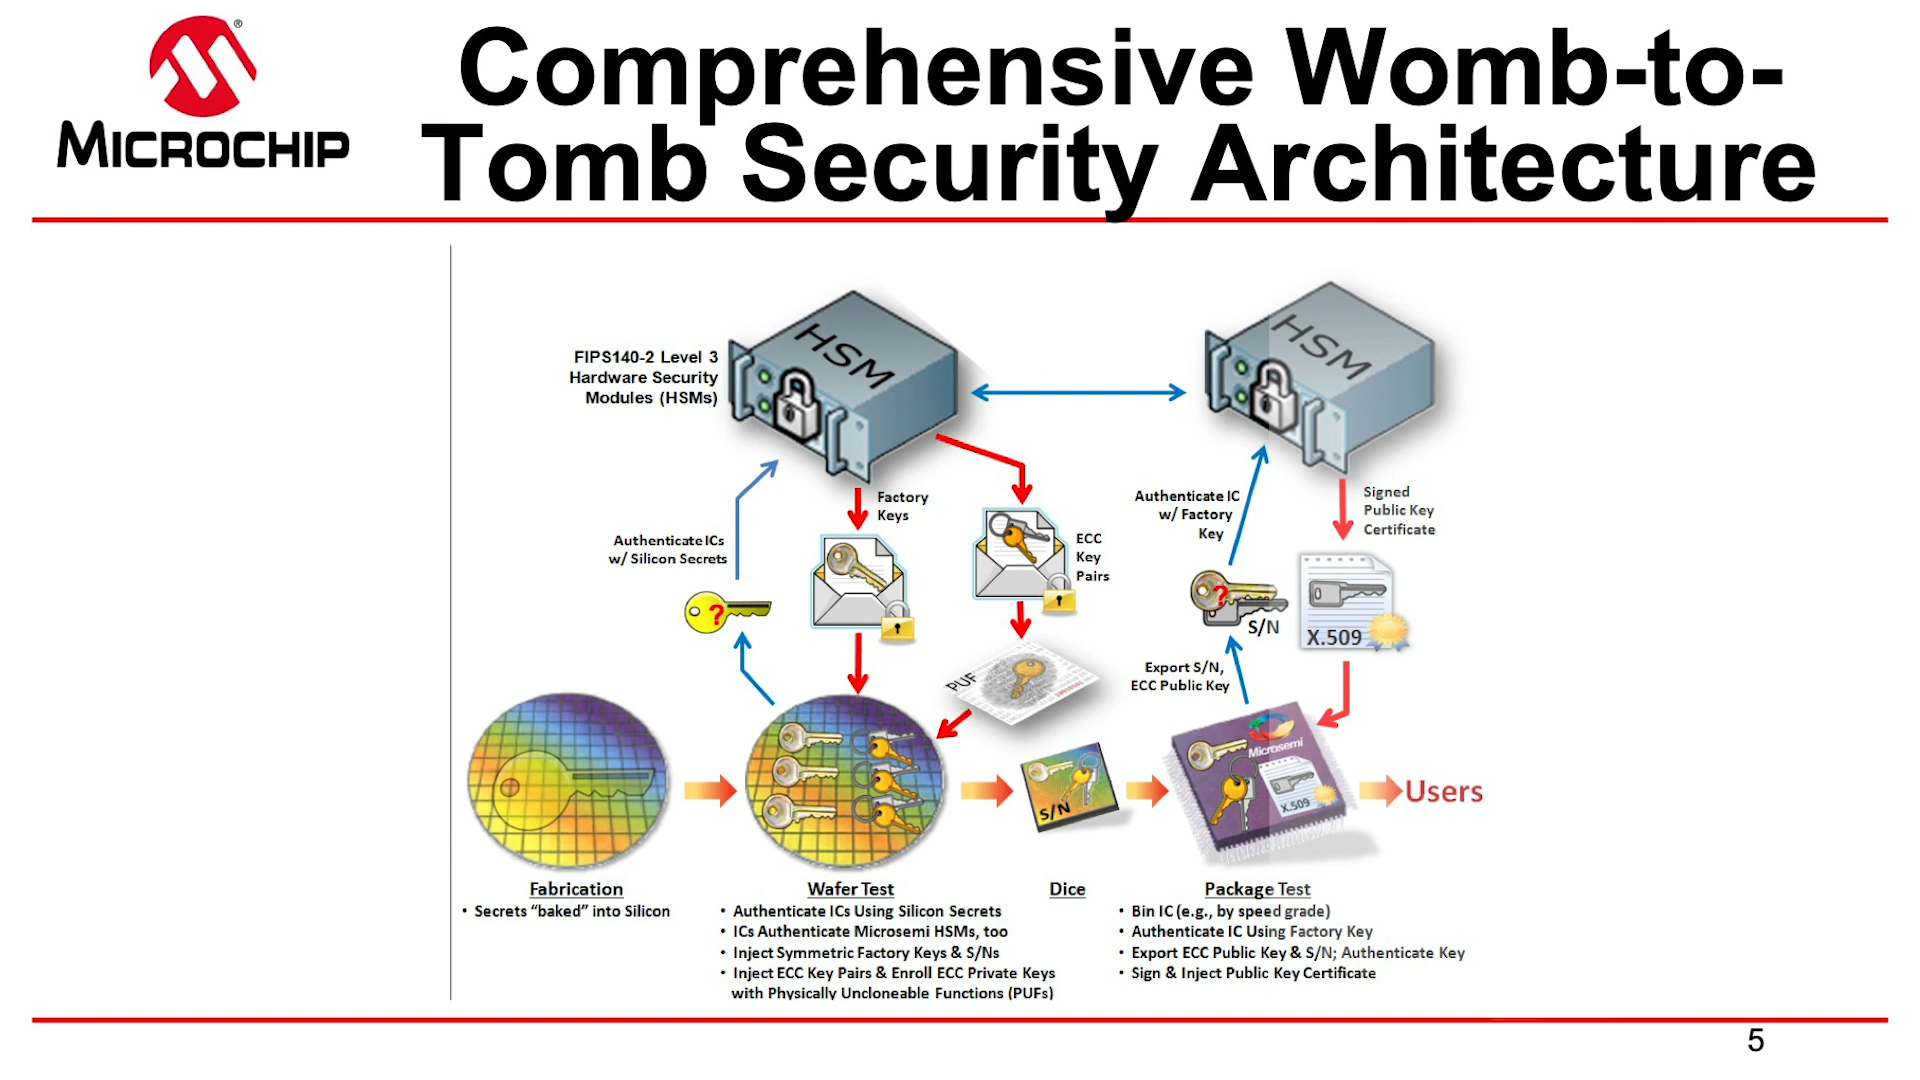 MICROCHIP
®
Comprehensive Womb-to-
Tomb Security Architecture
FIPS140-2 Level 3
Hardware Security
Modules (HSMs)
HSM
HSM
Factory
Keys
Authenticate ICs
w/ Silicon Secrets
?
ECC
Key
Pairs
PUF
Authenticate IC
w/ Factory
Key
?
S/N
Signed
Public Key
Certificate
X.509
Export S/N,
ECC Public Key
S/N
Microsemi
X.509
Users
Fabrication
• Secrets “baked” into Silicon
Wafer Test
• Authenticate ICs Using Silicon Secrets
• ICs Authenticate Microsemi HSMs, too
• Inject Symmetric Factory Keys & S/Ns
• Inject ECC Key Pairs & Enroll ECC Private Keys
with Physically Uncloneable Functions (PUFs)
Dice
Package Test
• Bin IC (e.g., by speed grade)
• Authenticate IC Using Factory Key
• Export ECC Public Key & S/N; Authenticate Key
• Sign & Inject Public Key Certificate
5